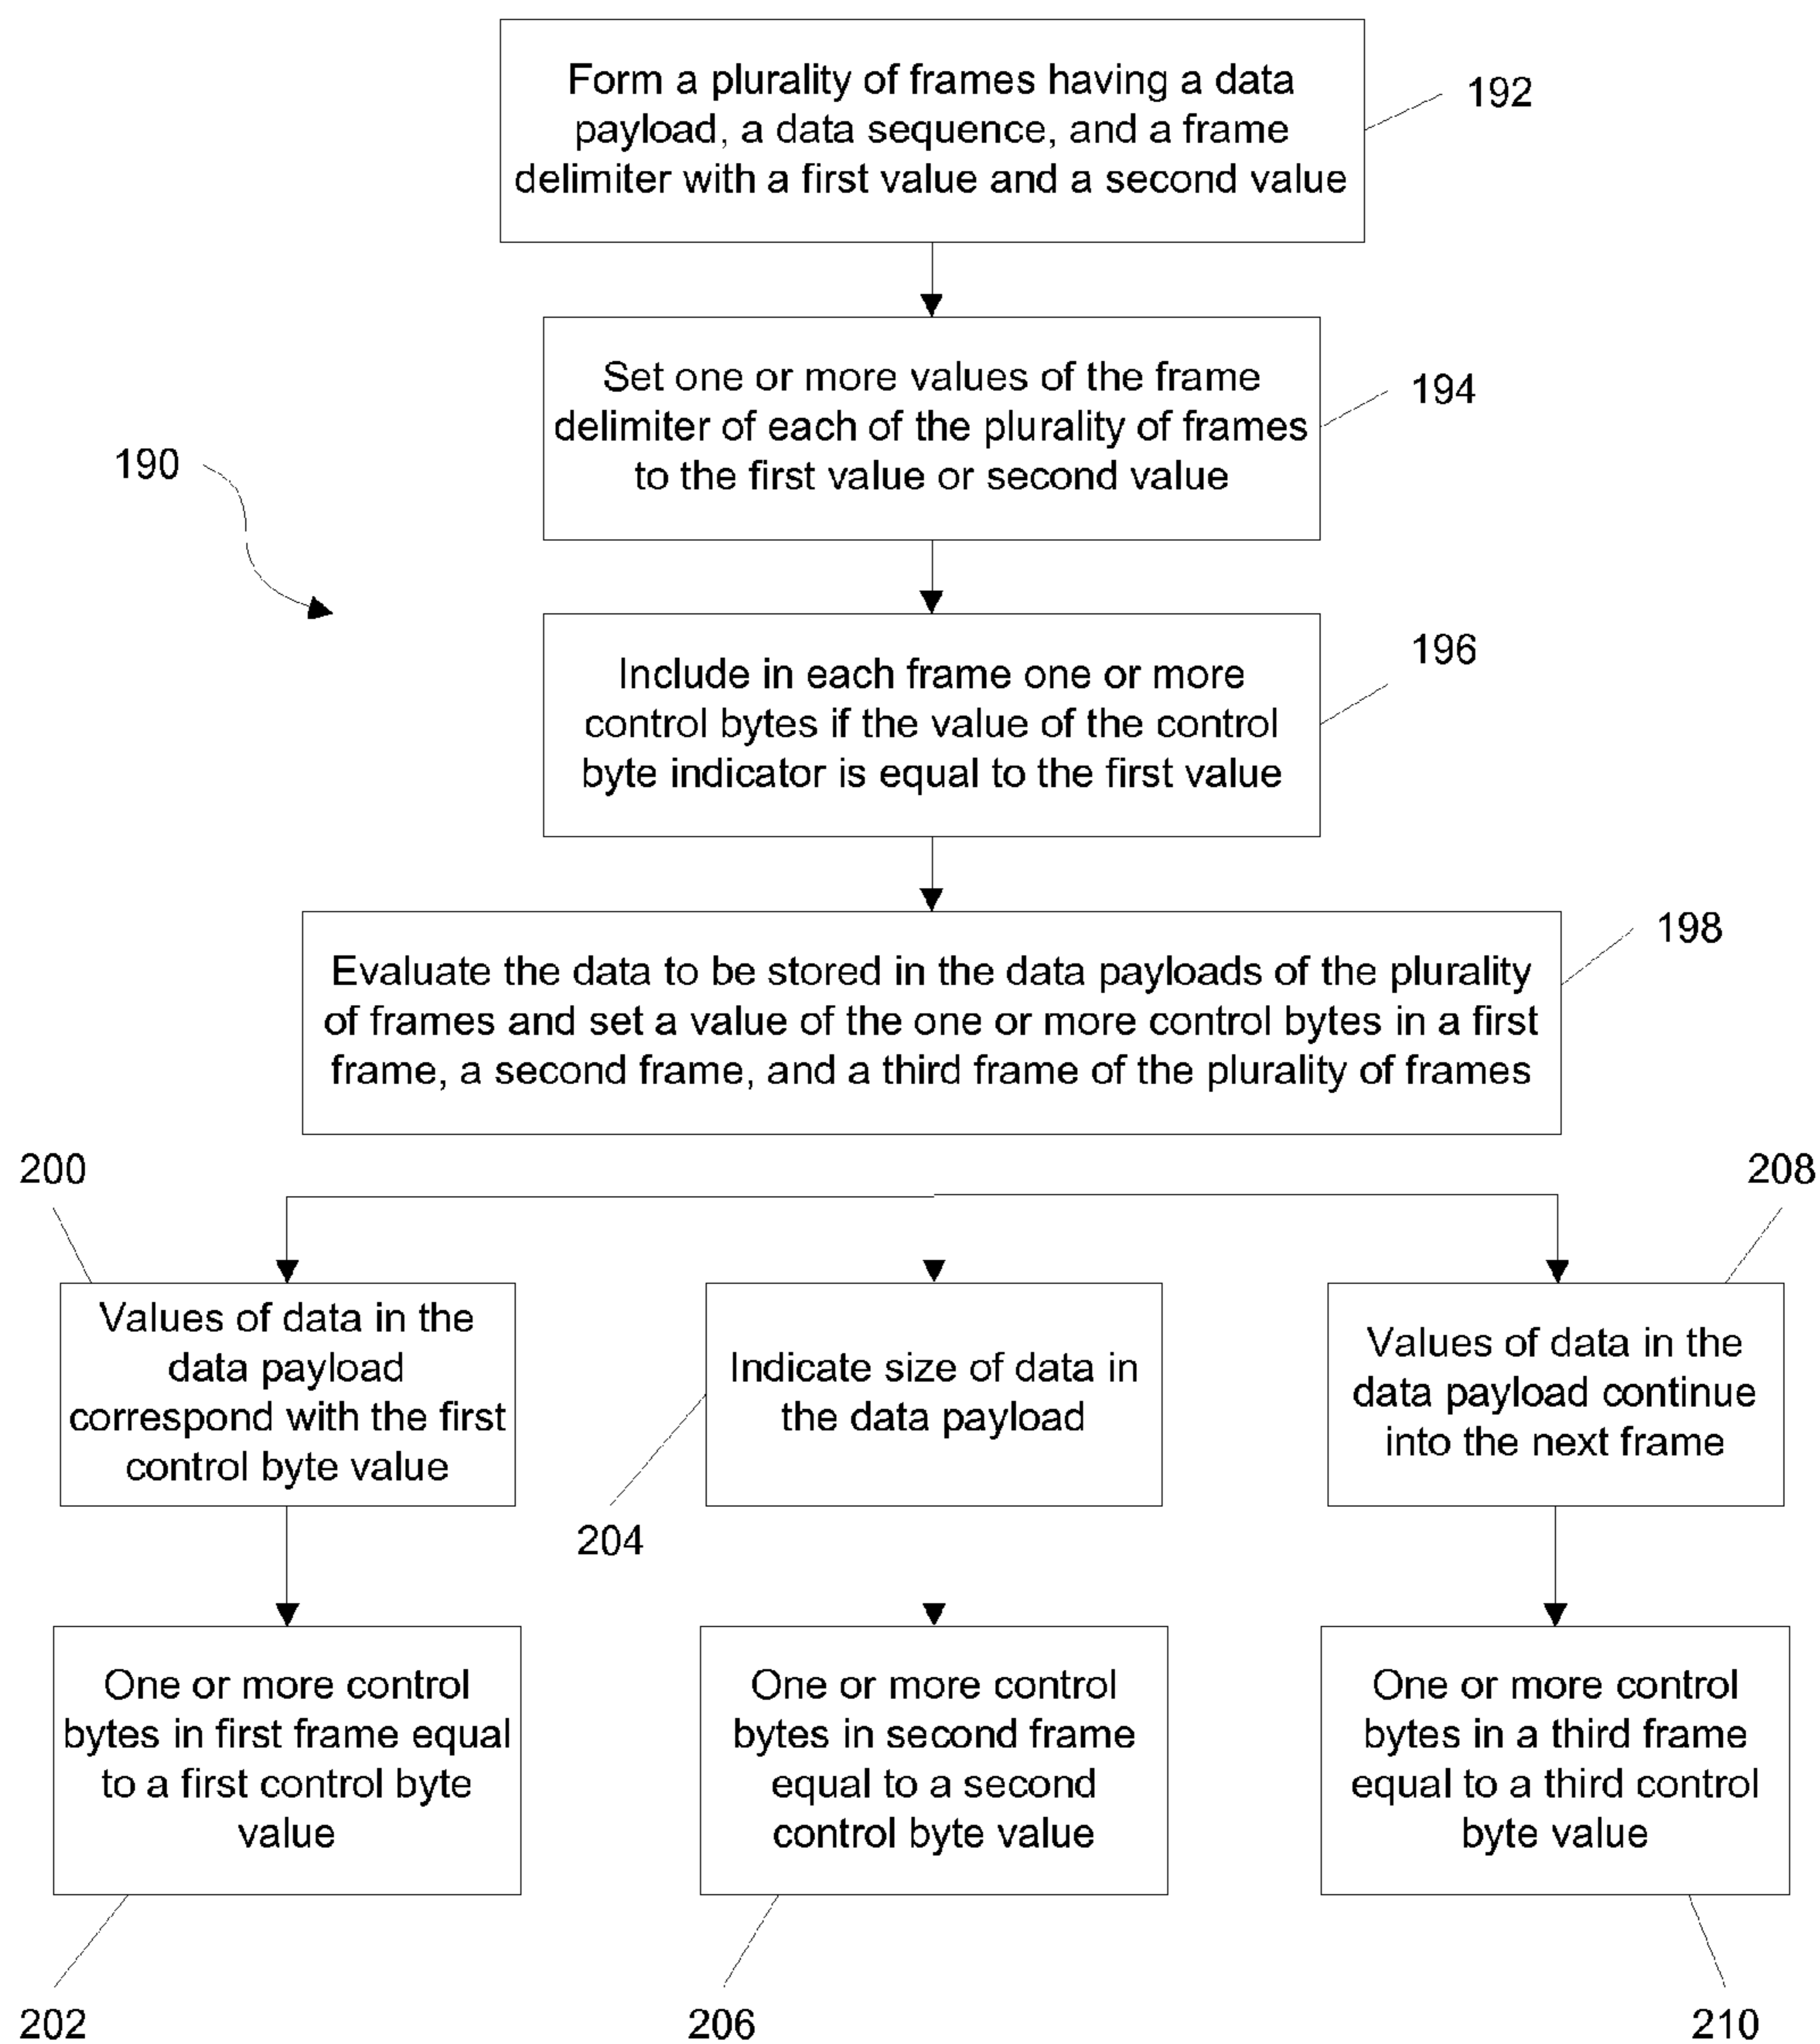 Form a plurality of frames having a data
payload, a data sequence, and a frame
delimiter with a first value and a second value
192
Set one or more values of the frame
delimiter of each of the plurality of frames
to the first value or second value
194
190
Include in each frame one or more
control bytes if the value of the control
byte indicator is equal to the first value
196
Evaluate the data to be stored in the data payloads of the plurality
of frames and set a value of the one or more control bytes in a first
frame, a second frame, and a third frame of the plurality of frames
198
200
208
Values of data in the
data payload
correspond with the first
control byte value
Indicate size of data in
the data payload
204
Values of data in the
data payload continue
into the next frame
One or more control
bytes in first frame equal
to a first control byte
value
One or more control
bytes in second frame
equal to a second
control byte value
One or more control
bytes in a third frame
equal to a third control
byte value
202
206
210